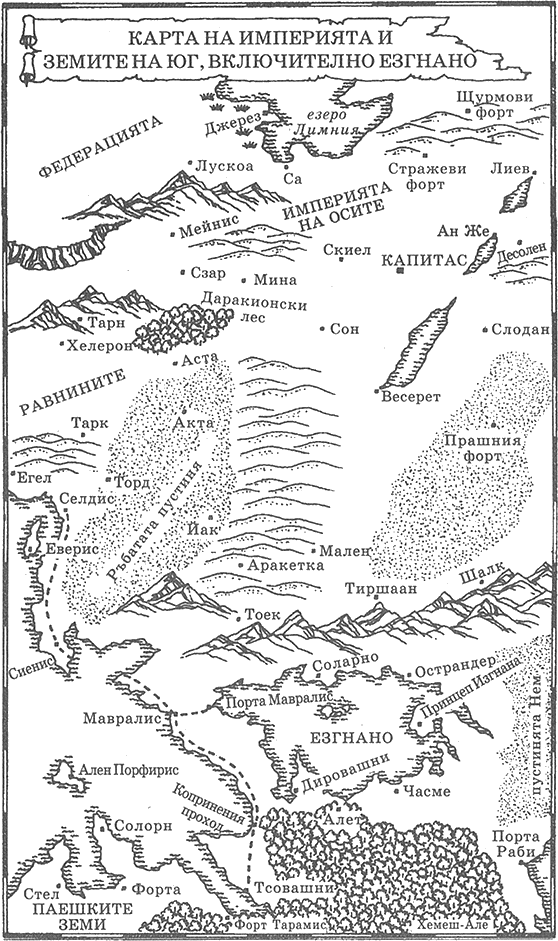 КАРТА НА ИМПЕРИЯТА И
ЗЕМИТЕ НА ЮГ, ВКЛЮЧИТЕЛНО ЕЗГНАНО
Щурмови
форт
Джерез
езеро
Лимния
ФЕДЕРАЦИЯТА
Лускоа
Са
Стражеви
форт
Лиев
ИМПЕРИЯТА
НА ОСИТЕ
Мейнис
Ан Же
Скиел
КАПИТАС
Десолен
Сзар
Мина
Даракионски
лес
Тарн
Сон
Слодан
Хелерон
Аста
РАВНИНИТЕ
Весерет
Акта
Тарк
Прашния
форт
Егел
Торд
Селдис
Ръбатата пустиня
Иак
Еверис
Мален
Аракетка
Шалк
Тиршаан
Тоек
Сиенис
Соларно
Острандер
Порта Мавралис
Принцеп Изгнана
Мавралис
ЕЗГНАНО
пустинята Нем
Ален Порфирис
Дировашни
Часме
Копринения
проход
Алет
Солорн
Порта
Раби
Стел
Форта
Тсовашни
ПАЕШКИТЕ
ЗЕМИ
Форт Тарамис
Хемеш-Але